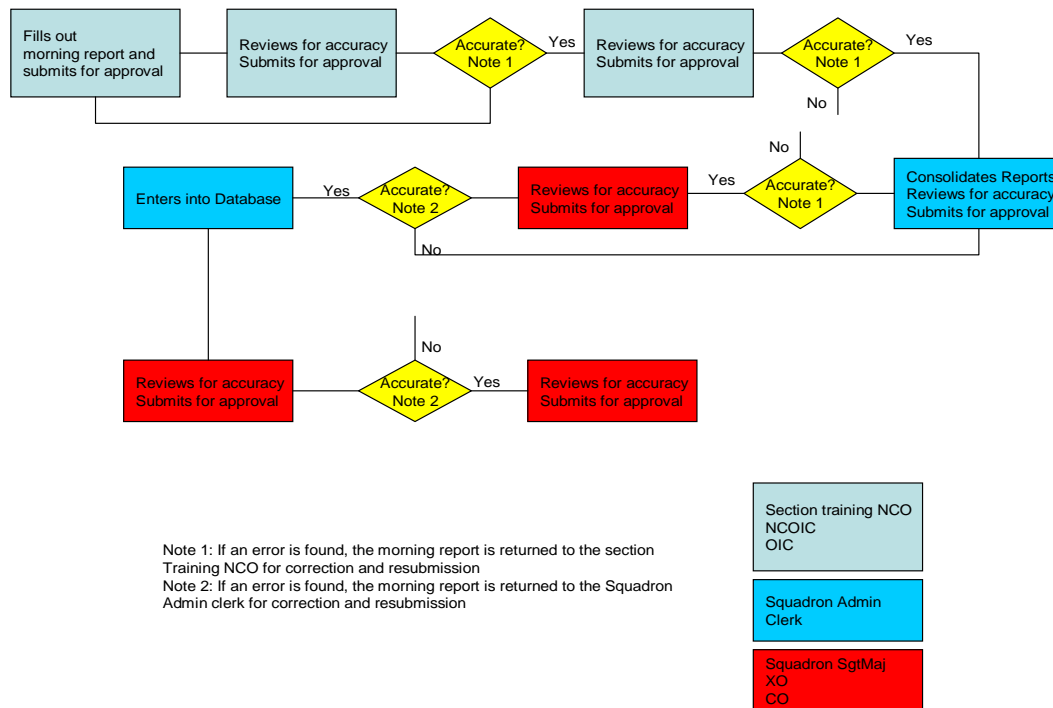 Fills out
morning report and
submits for approval
Reviews for accuracy
Submits for approval
Accurate?
Note 1
Yes
Reviews for accuracy
Submits for approval
Accurate?
Note 1
Yes
No
No
Enters into Database
Yes
Accurate?
Note 2
Reviews for accuracy
Submits for approval
Yes
Accurate?
Note 1
Consolidates Reports
Reviews for accuracy
Submits for approval
No
No
Reviews for accuracy
Submits for approval
Accurate?
Note 2
Yes
Reviews for accuracy
Submits for approval
Note 1: If an error is found, the morning report is returned to the section
Training NCO for correction and resubmission
Note 2: If an error is found, the morning report is returned to the Squadron
Admin clerk for correction and resubmission
Section training NCO
NCOIC
OIC
Squadron Admin
Clerk
Squadron SgtMaj
XO
CO